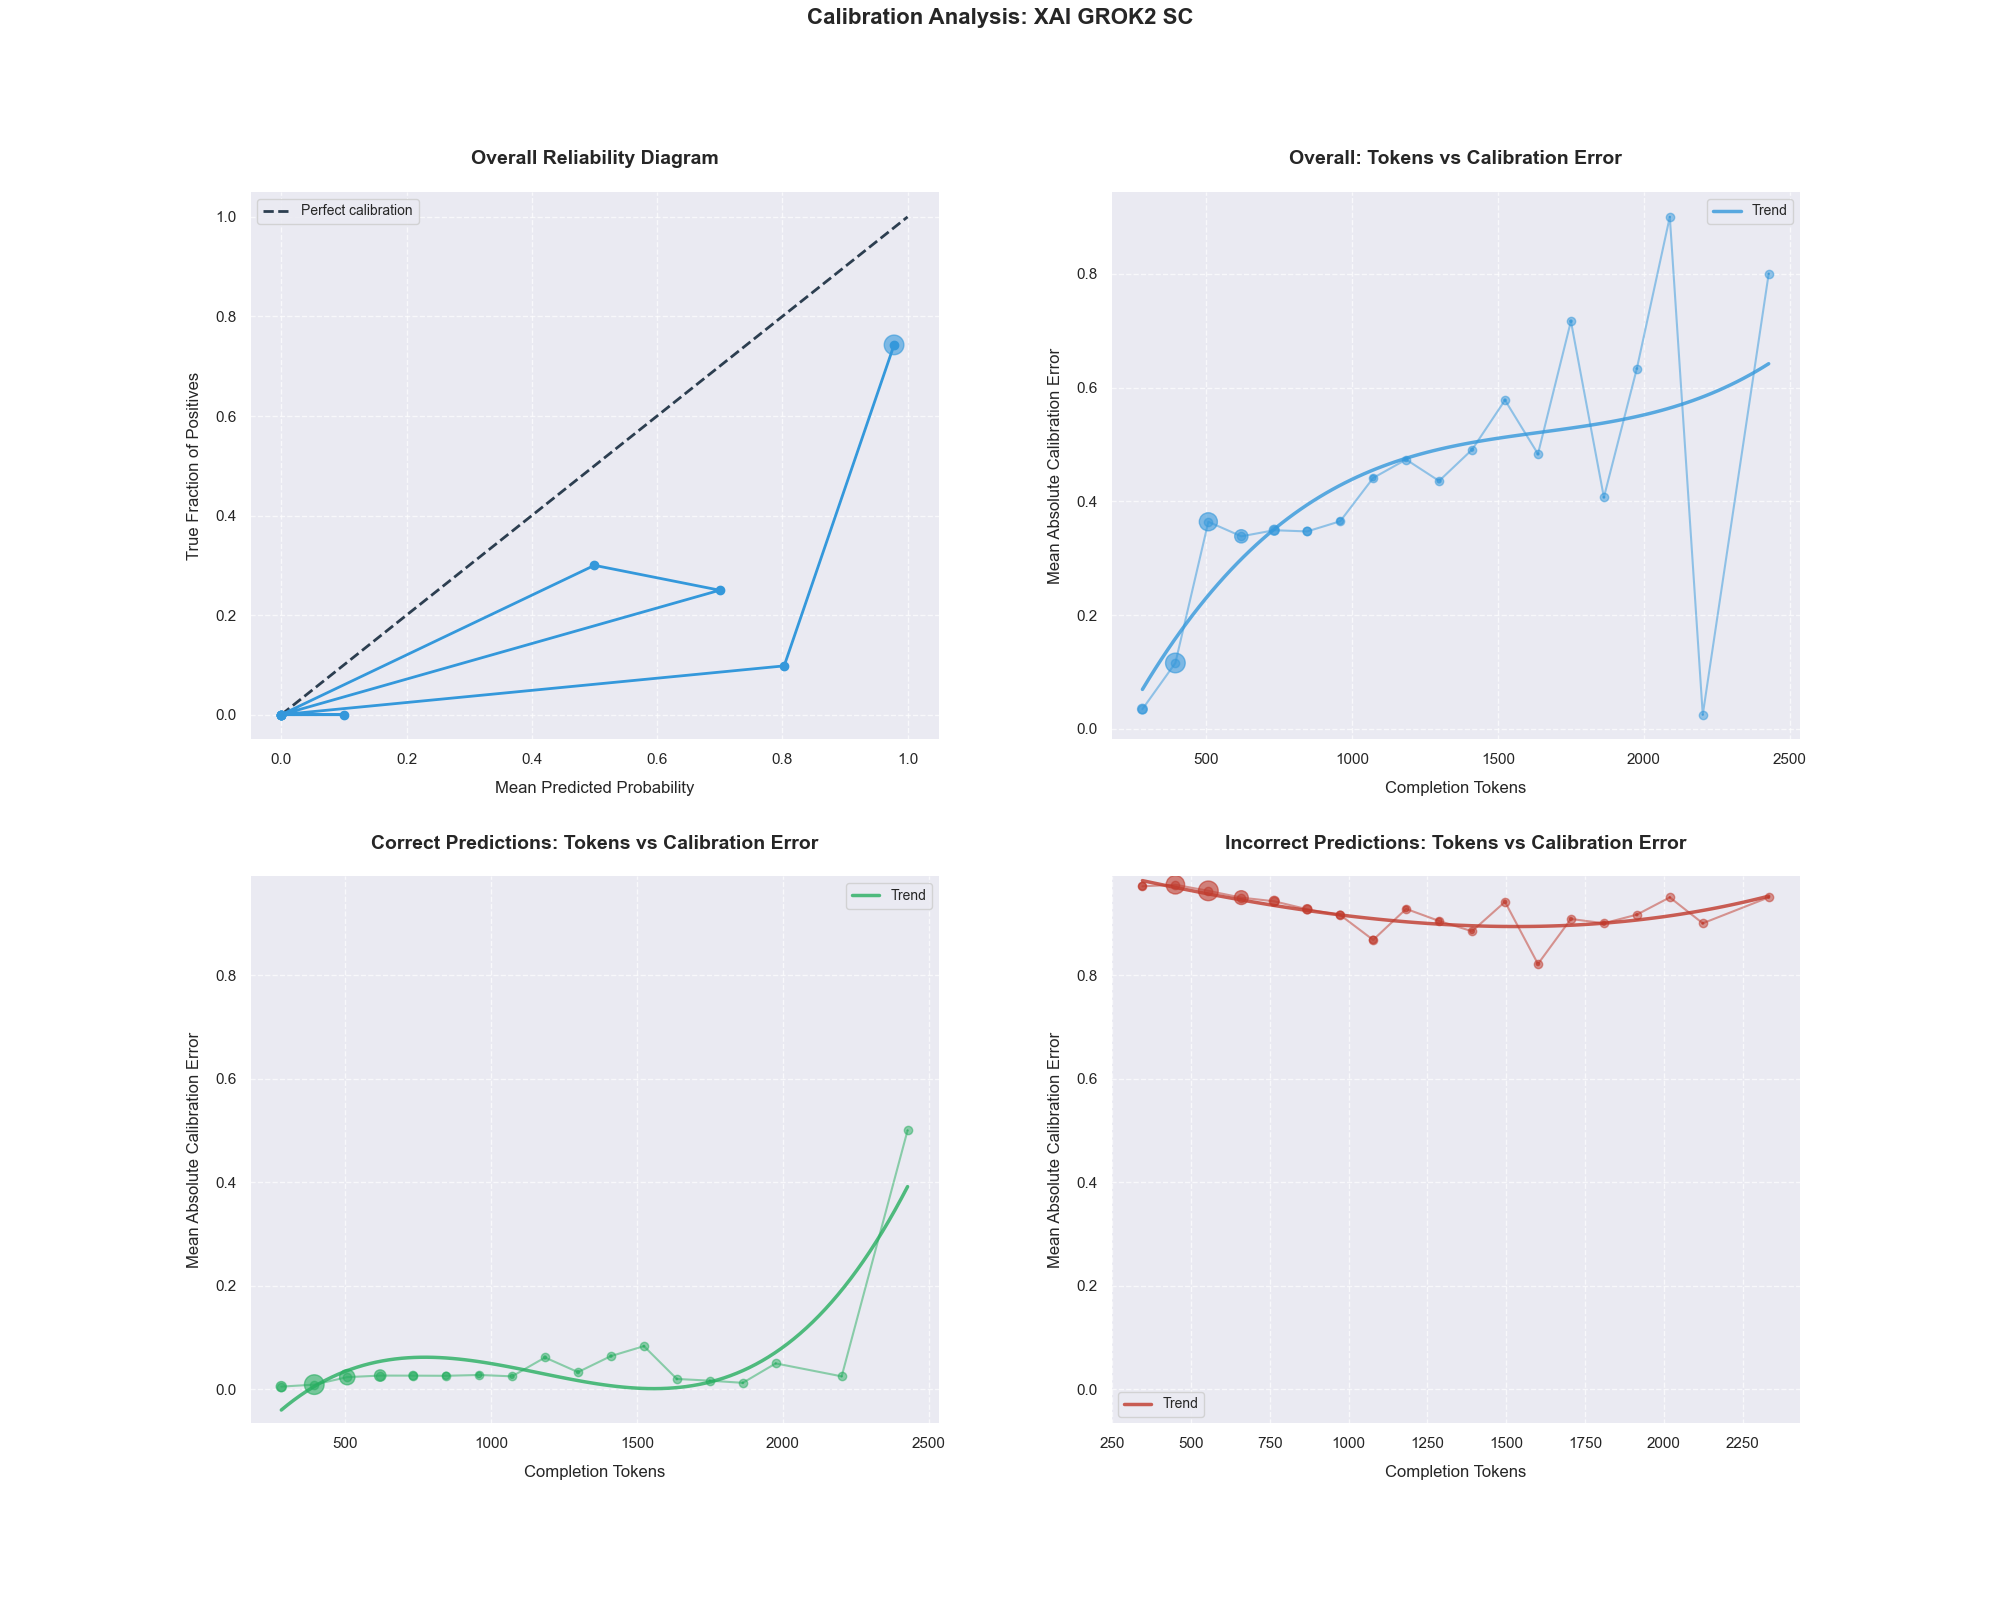 Calibration Analysis: XAI GROK2 SC
Overall Reliability Diagram
Perfect calibration
True Fraction of Positives
1.0
0.8
0.6
0.4
0.2
0.0
0.0 0.2 0.4 0.6 0.8 1.0
Mean Predicted Probability
Overall: Tokens vs Calibration Error
Trend
Mean Absolute Calibration Error
0.8
0.6
0.4
0.2
0.0
500 1000 1500 2000 2500
Completion Tokens
Correct Predictions: Tokens vs Calibration Error
Trend
Mean Absolute Calibration Error
0.8
0.6
0.4
0.2
0.0
500 1000 1500 2000 2500
Completion Tokens
Incorrect Predictions: Tokens vs Calibration Error
Mean Absolute Calibration Error
0.8
0.6
0.4
0.2
0.0
Trend
250 500 750 1000 1250 1500 1750 2000 2250
Completion Tokens